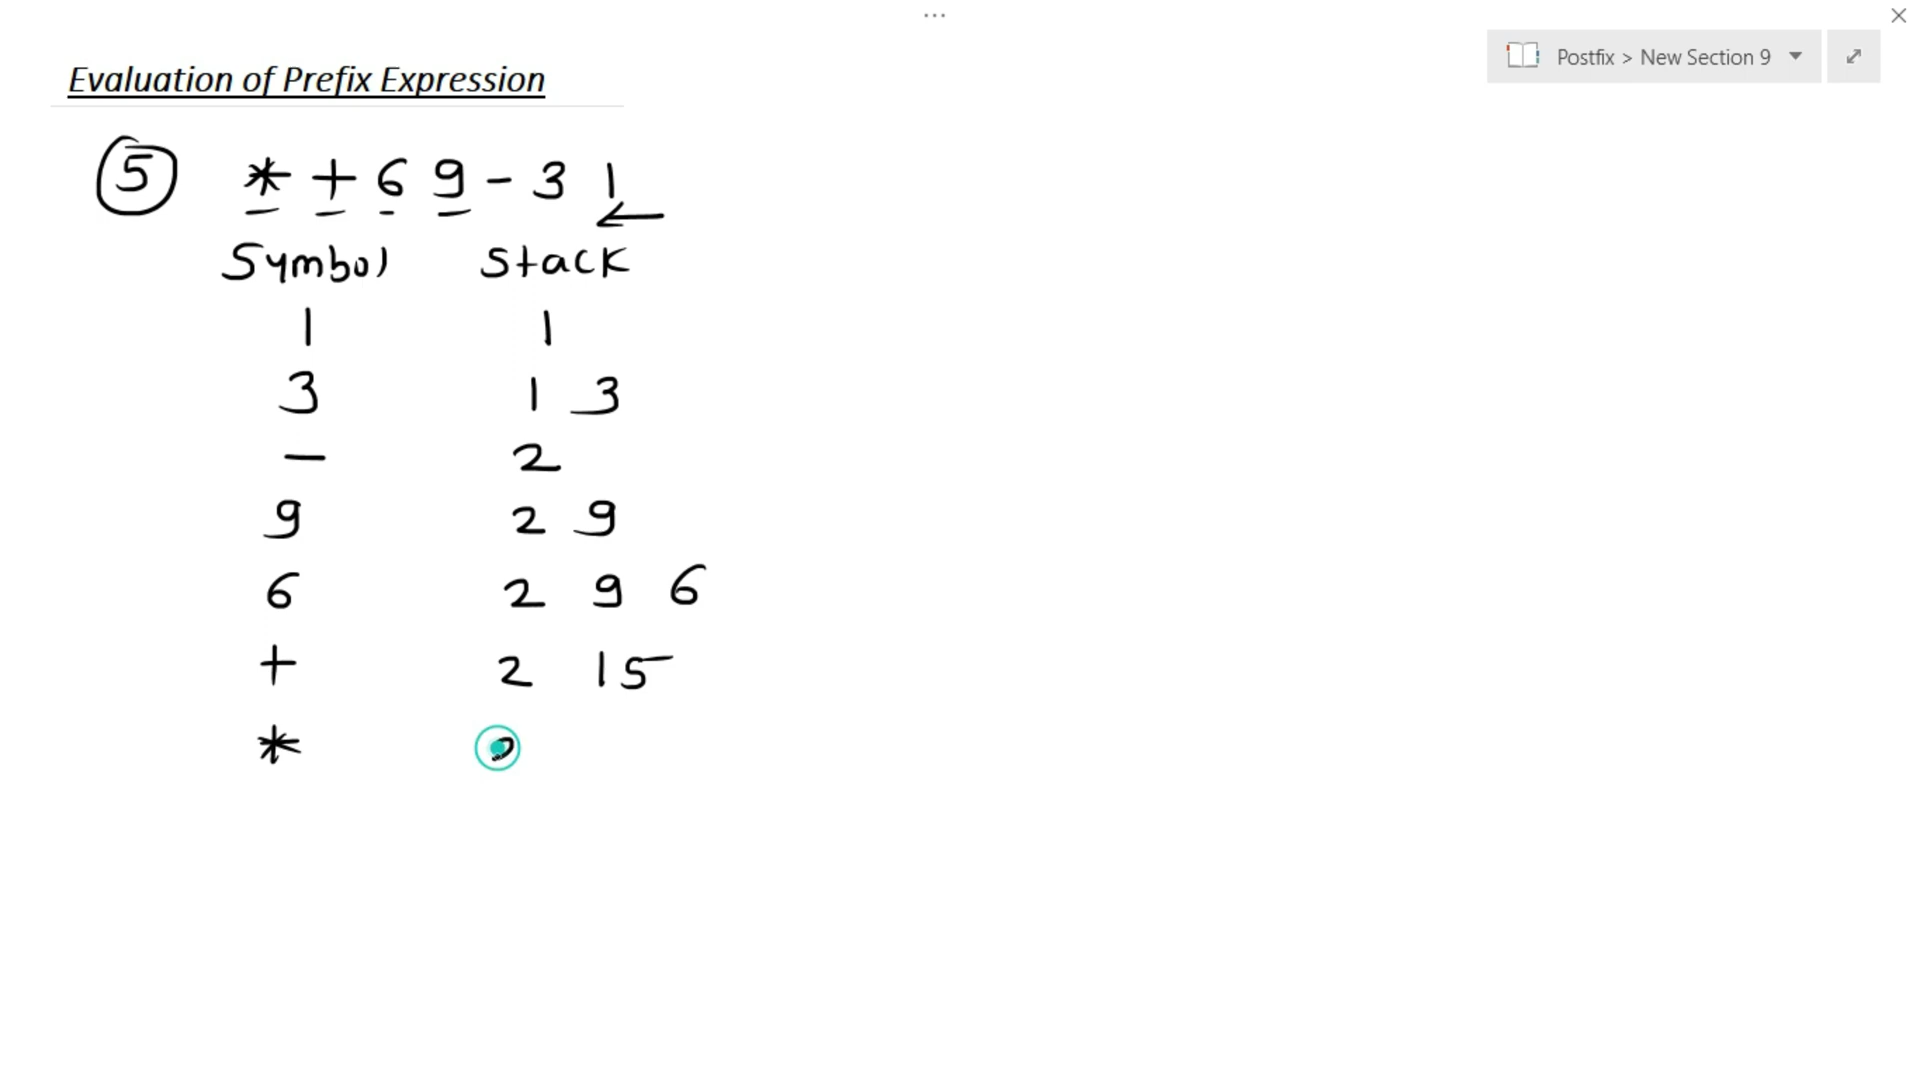 ...
Postfix > New Section 9
Evaluation of Prefix Expression
5 * + 6 9 - 3 1
Symbol Stack
1 1
3 1 3
- 2
9 2 9
6 2 9 6
+ 2 15
*